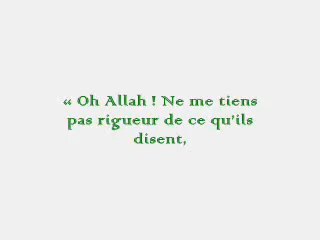 « Oh Allah ! Ne me tiens
pas rigueur de ce qu'ils
disent,